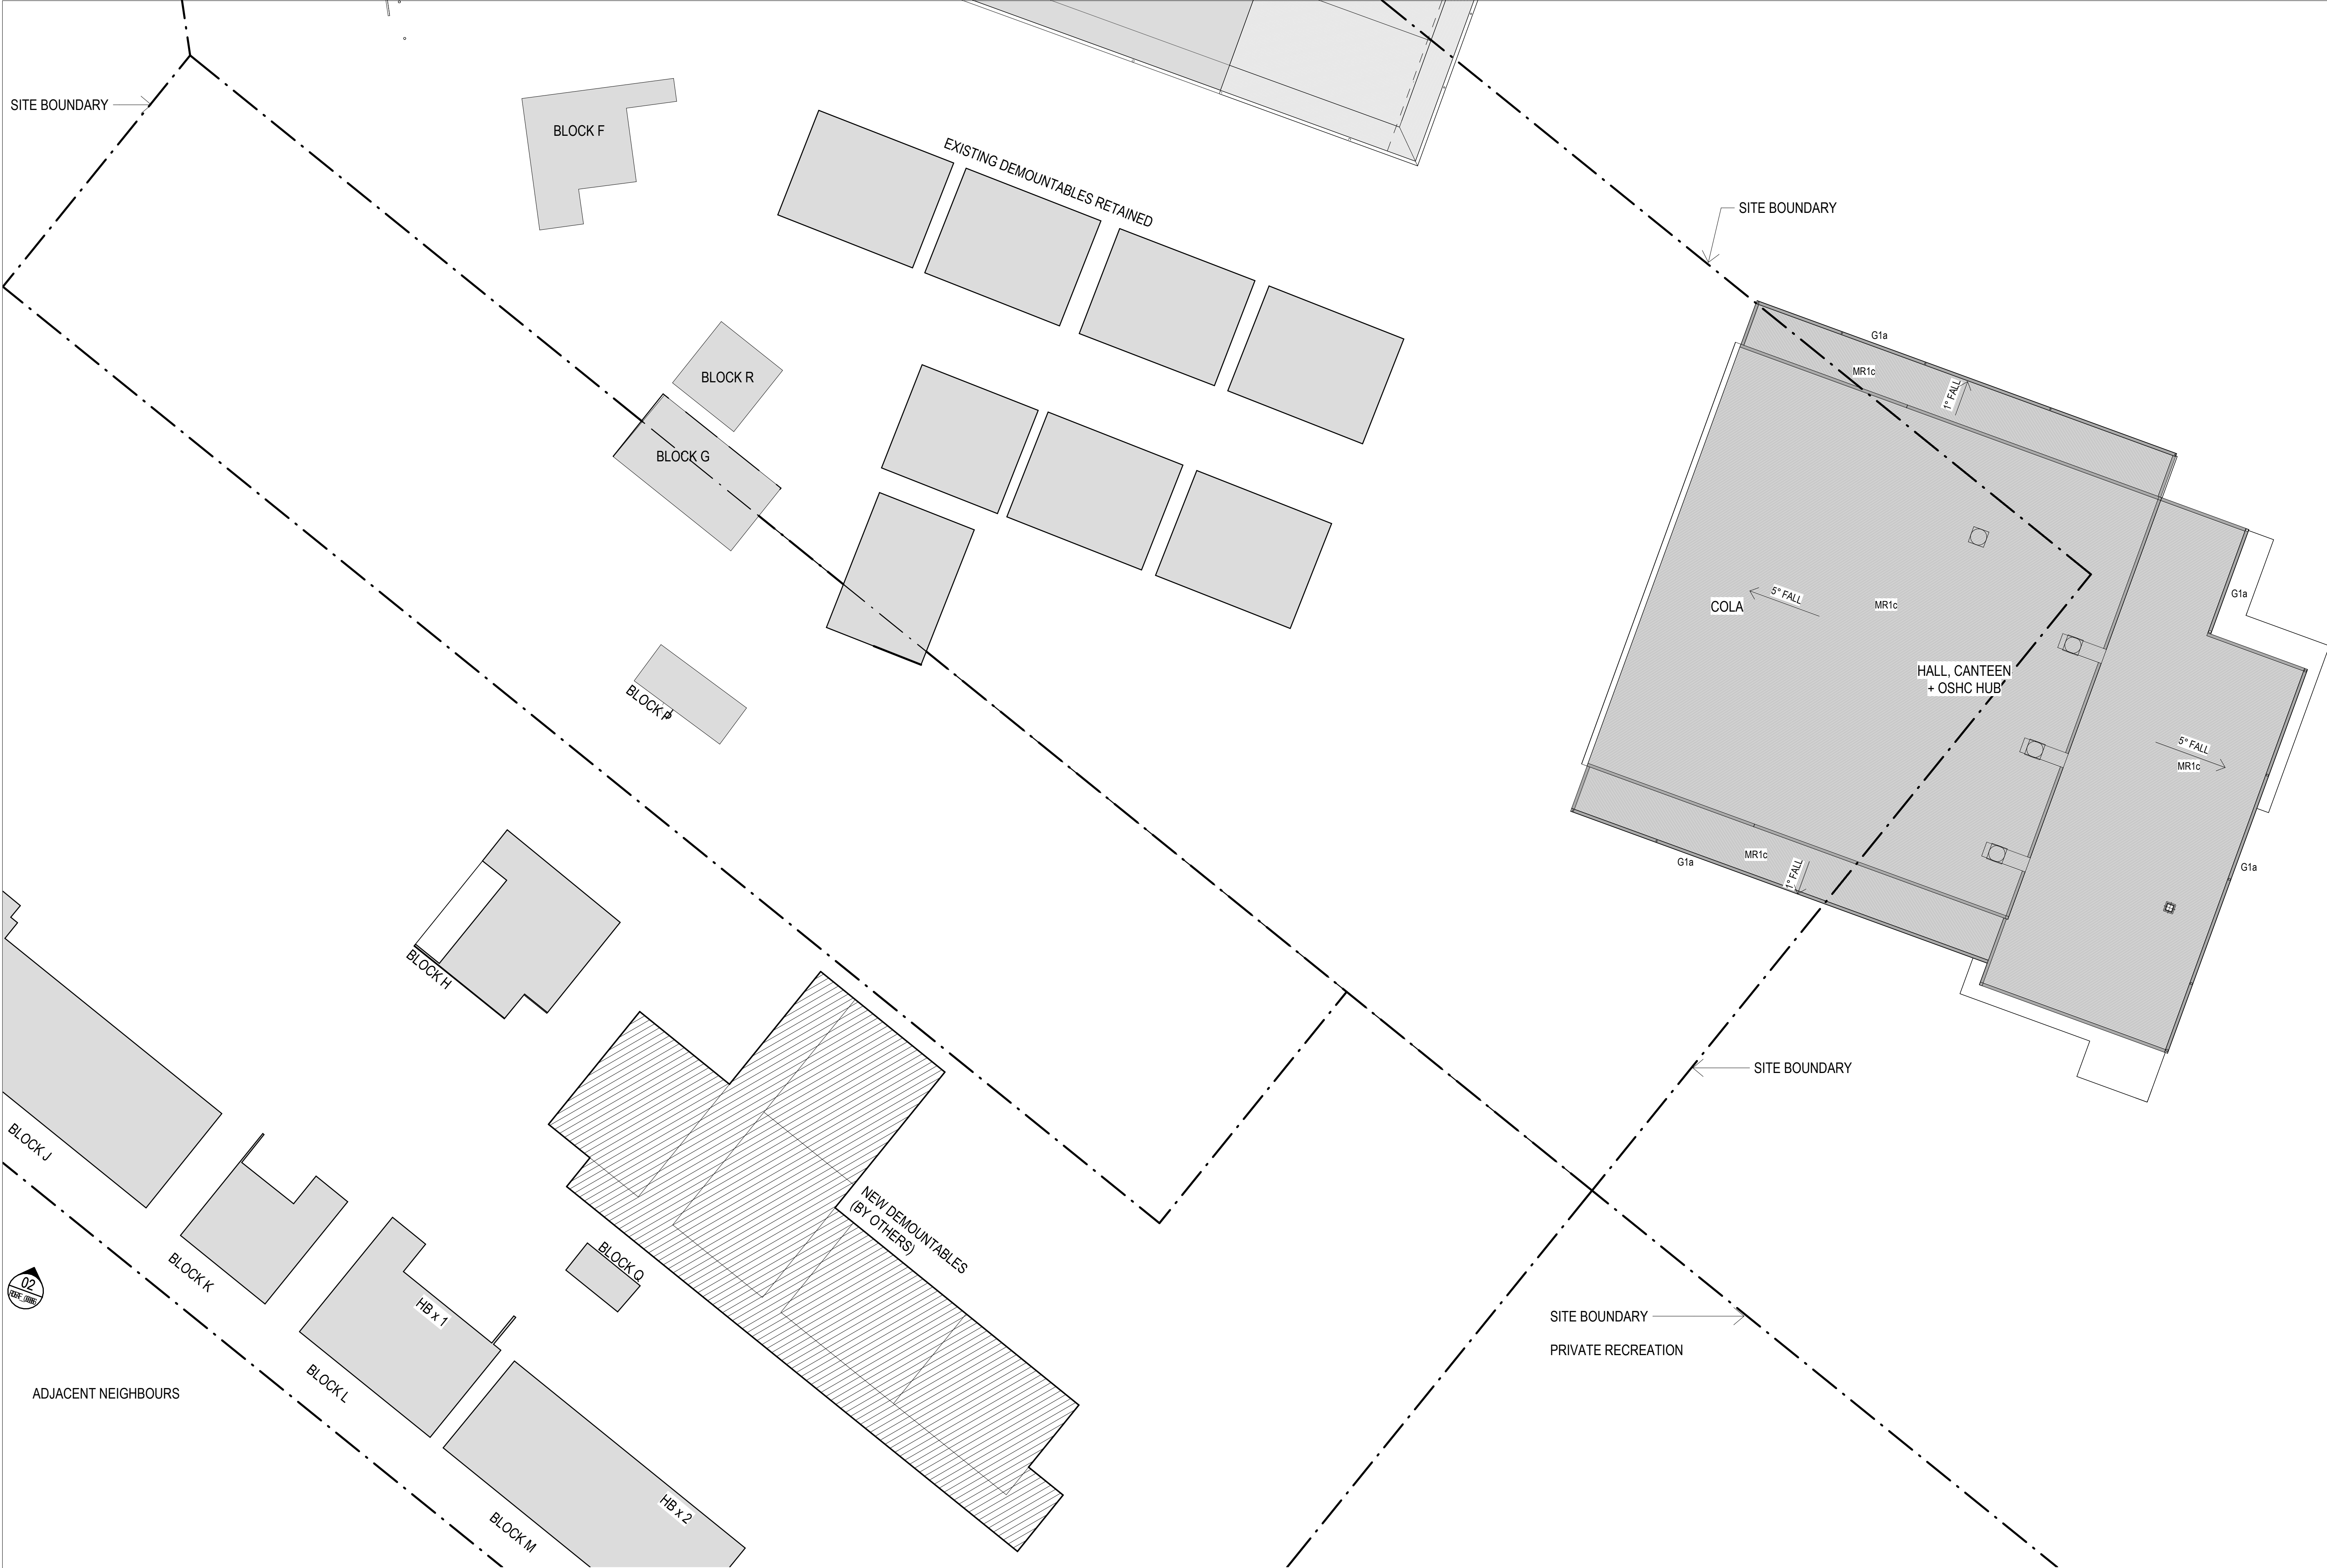 SITE BOUNDARY
BLOCK F
EXISTING DEMOUNTABLES RETAINED
SITE BOUNDARY
G1a
MR1c
1° FALL
BLOCK R
BLOCK G
G1a
5° FALL
COLA
MR1c
HALL, CANTEEN
+ OSHC HUB
BLOCK P
5° FALL
MR1c
MR1c
G1a
1° FALL
G1a
BLOCK H
SITE BOUNDARY
BLOCK J
NEW DEMOUNTABLES
(BY OTHERS)
BLOCK Q
BLOCK K
02
HB x 1
SITE BOUNDARY
PRIVATE RECREATION
BLOCK L
ADJACENT NEIGHBOURS
HB x 2
BLOCK M